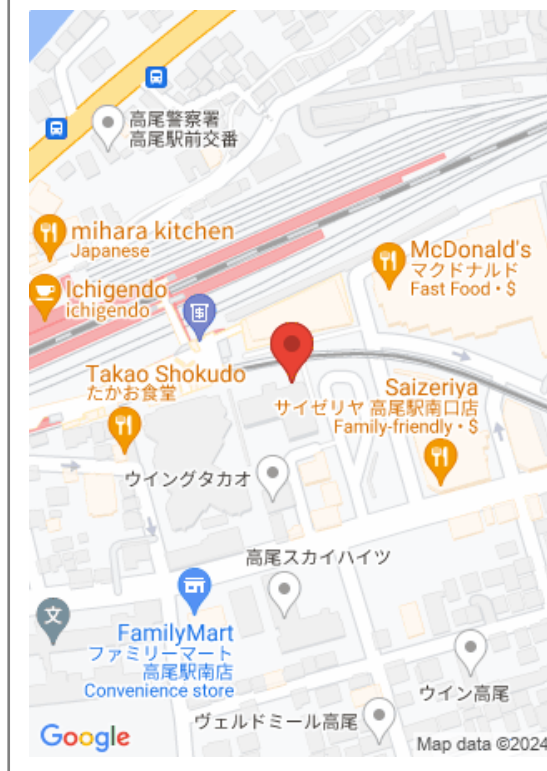 高尾警察署
高尾駅前交番
mihara kitchen
Japanese
McDonald's
マクドナルド
Fast Food • $
Ichigendo
ichigendo
Takao Shokudo
たかお食堂
Saizeriya
サイゼリヤ 高尾駅南口店
Family-friendly • $
ウイングタカオ
高尾スカイハイツ
文
FamilyMart
ファミリーマート
高尾駅南店
Convenience store
ウイン高尾
ヴェルドミール高尾
Google
Map data ©2024